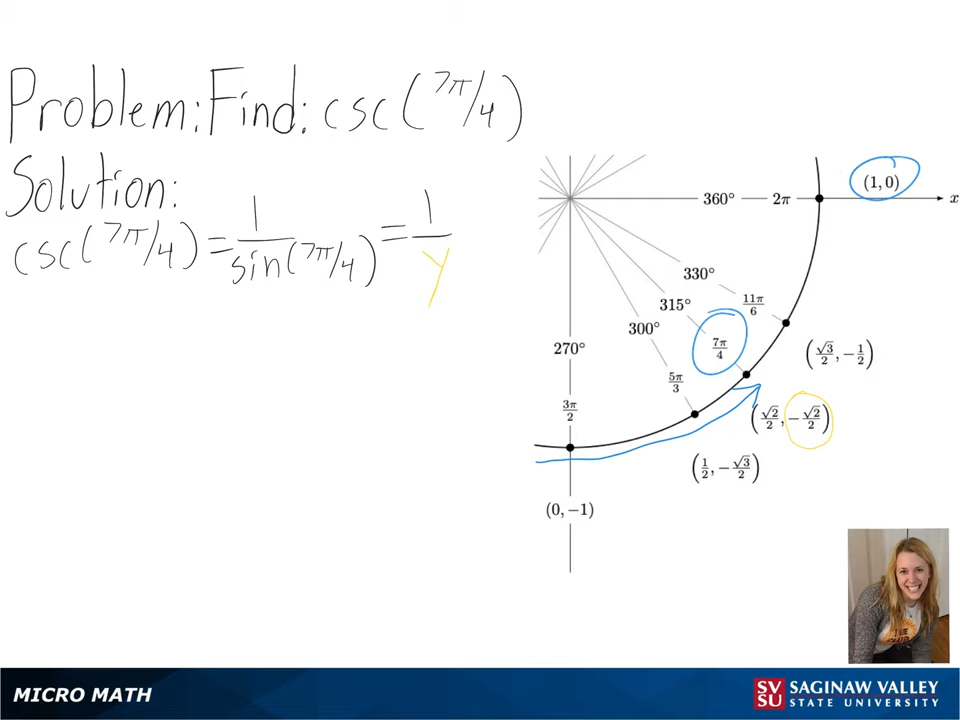 Problem: Find: csc(7π/4)
Solution:
csc(7π/4) = 1/sin(7π/4) = 1/y
(1, 0)
360° 2π x
330°
11π/6
315°
7π/4
300°
5π/3
270°
3π/2
(√3/2, -1/2)
(√2/2, -√2/2)
(1/2, -√3/2)
(0, -1)
MICRO MATH
SV
SU
SAGINAW VALLEY
STATE UNIVERSITY